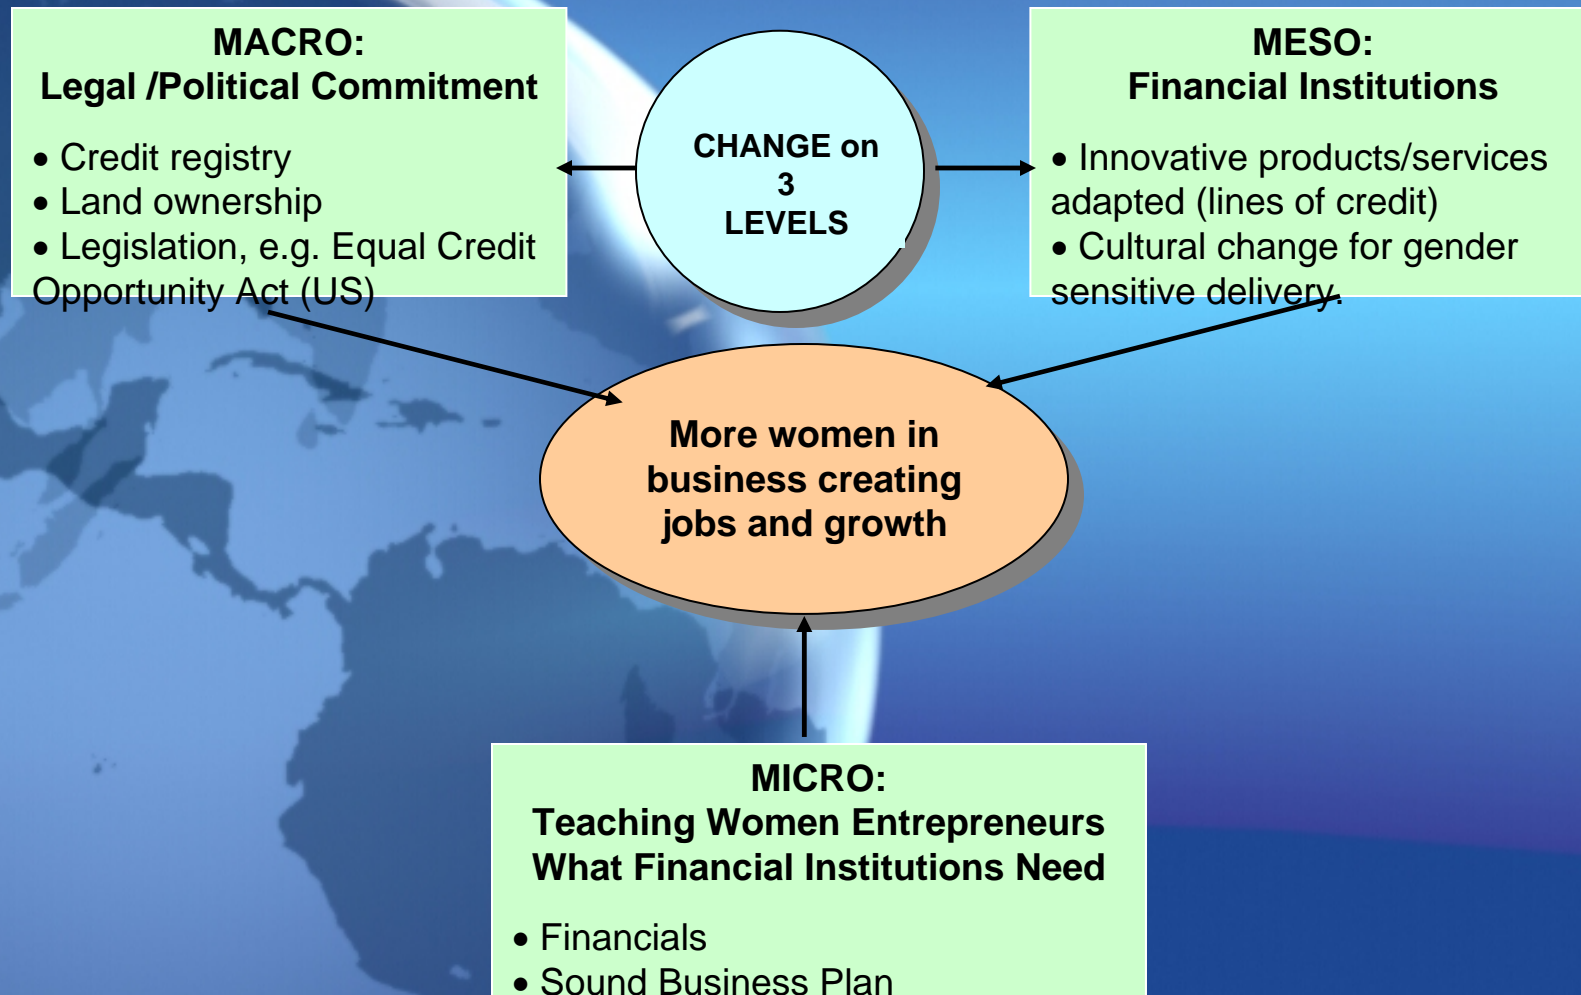 MACRO:
Legal /Political Commitment
• Credit registry
• Land ownership
• Legislation, e.g. Equal Credit
Opportunity Act (US)
CHANGE on
3
LEVELS
MESO:
Financial Institutions
• Innovative products/services
adapted (lines of credit)
• Cultural change for gender
sensitive delivery.
More women in
business creating
jobs and growth
MICRO:
Teaching Women Entrepreneurs
What Financial Institutions Need
• Financials
• Sound Business Plan